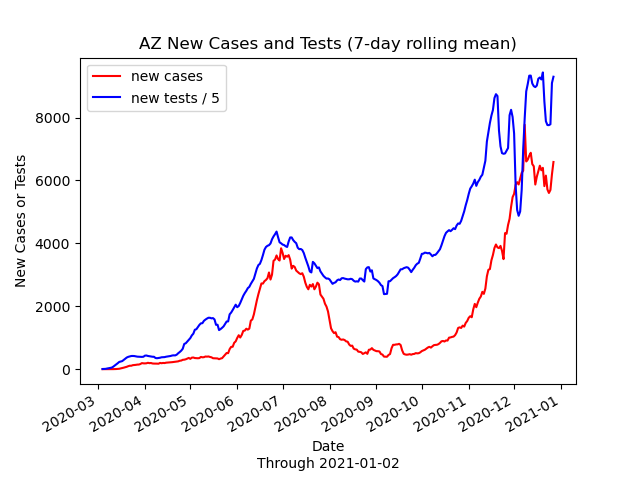 AZ New Cases and Tests (7-day rolling mean)
new cases
new tests / 5
New Cases or Tests
8000
6000
4000
2000
0
2020-03
2020-04
2020-05
2020-06
2020-07
2020-08
2020-09
2020-10
2020-11
2020-12
2021-01
Date
Through 2021-01-02